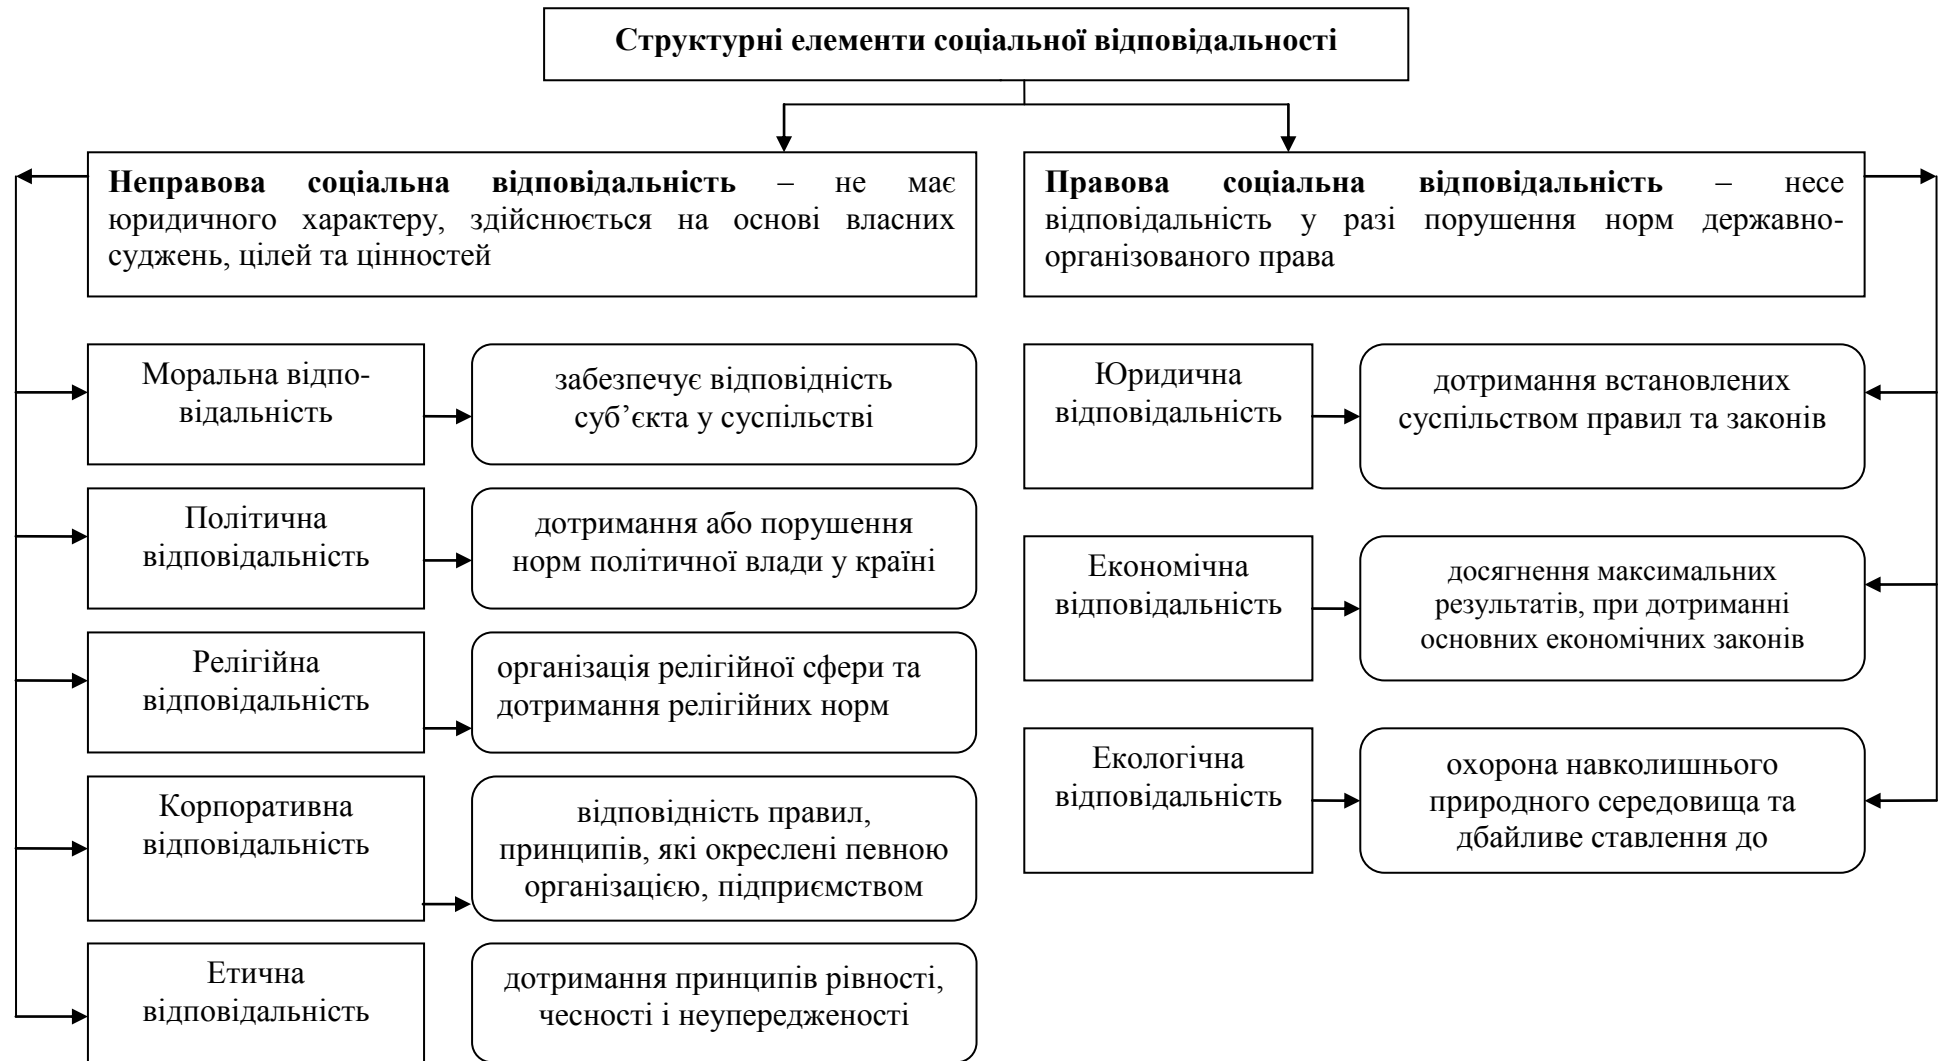 Структурні елементи соціальної відповідальності
Неправова соціальна відповідальність – не має
юридичного характеру, здійснюється на основі власних
суджень, цілей та цінностей
Моральна відпо-
відальність
забезпечує відповідність
суб’єкта у суспільстві
Політична
відповідальність
дотримання або порушення
норм політичної влади у країні
Релігійна
відповідальність
організація релігійної сфери та
дотримання релігійних норм
Корпоративна
відповідальність
відповідність правил,
принципів, які окреслені певною
організацією, підприємством
Етична
відповідальність
дотримання принципів рівності,
чесності і неупередженості
Правова соціальна відповідальність – несе
відповідальність у разі порушення норм державно-
організованого права
Юридична
відповідальність
дотримання встановлених
суспільством правил та законів
Економічна
відповідальність
досягнення максимальних
результатів, при дотриманні
основних економічних законів
Екологічна
відповідальність
охорона навколишнього
природного середовища та
дбайливе ставлення до